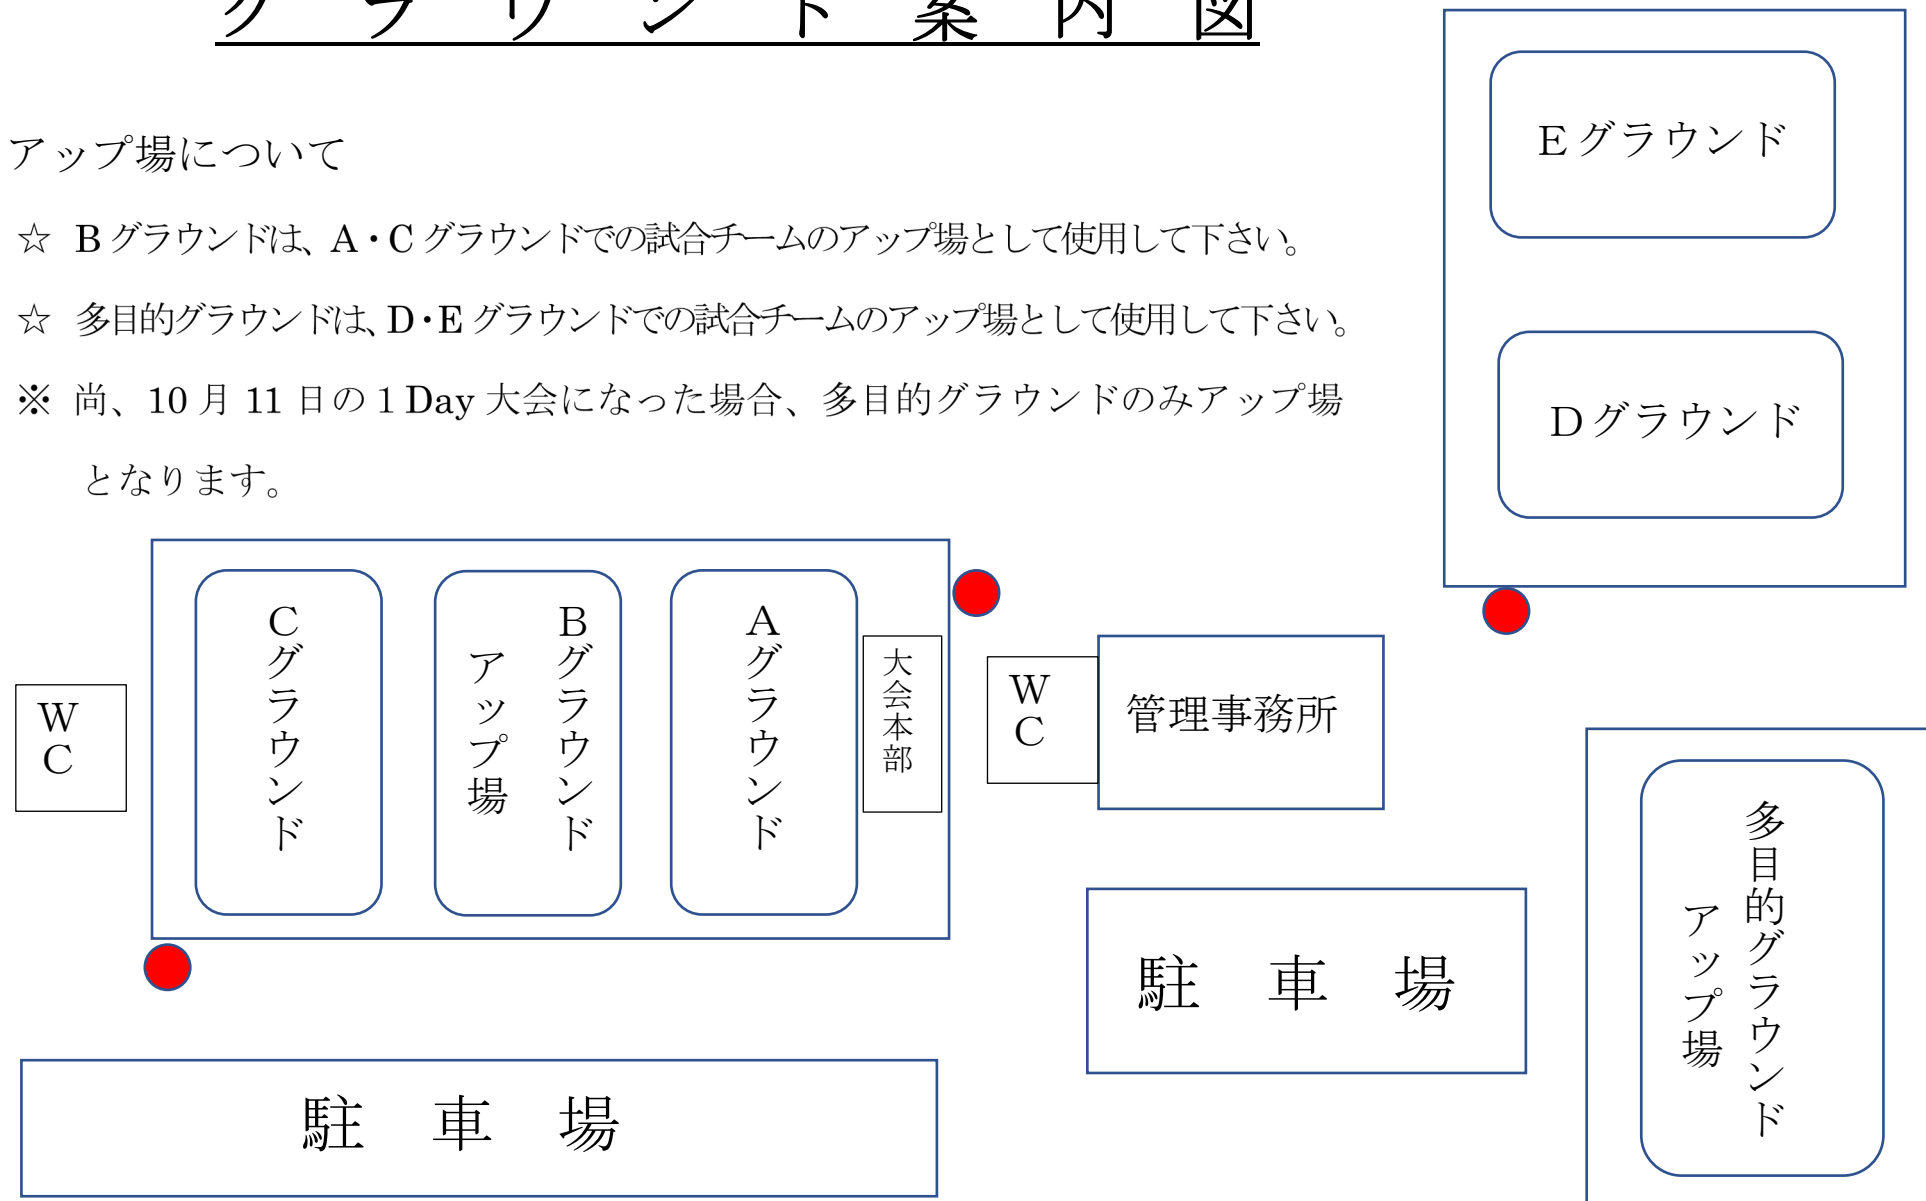 グラウンド案内図
アップ場について
☆ Bグラウンドは、A・Cグラウンドでの試合チームのアップ場として使用して下さい。
☆ 多目的グラウンドは、D・Eグラウンドでの試合チームのアップ場として使用して下さい。
※ 尚、10月11日の1Day大会になった場合、多目的グラウンドのみアップ場
となります。
Eグラウンド
Dグラウンド
WC
Cグラウンド
Bグラウンド
アップ場
Aグラウンド
大会本部
WC
管理事務所
多目的グラウンド
アップ場
駐車場
駐車場